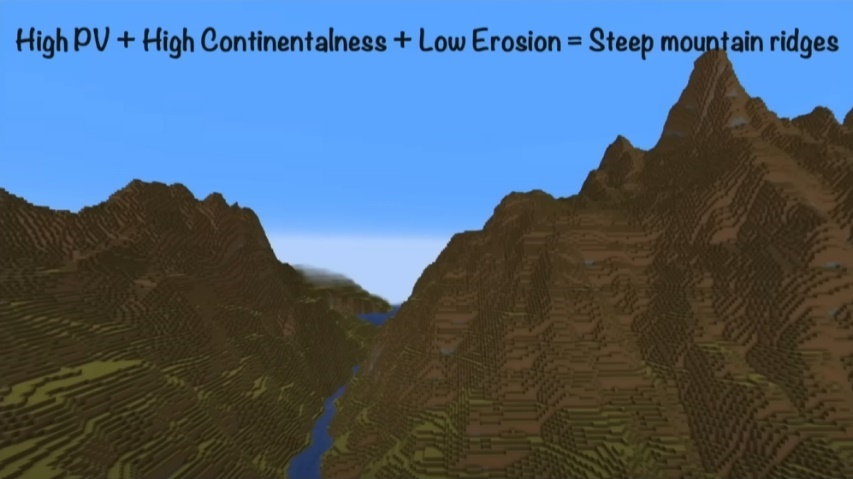 High PV + High Continentalness + Low Erosion = Steep mountain ridges